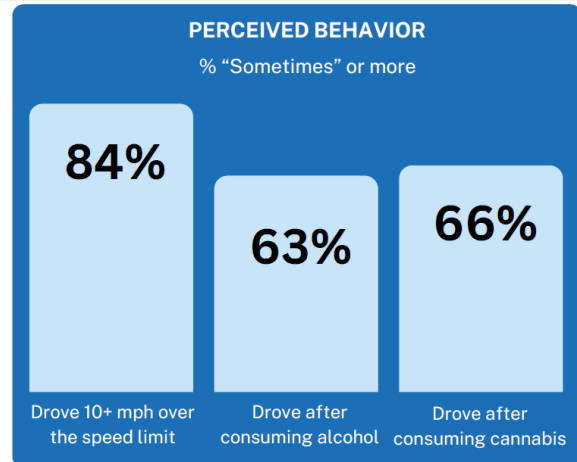 PERCEIVED BEHAVIOR
% “Sometimes” or more
84%
63%
66%
Drove 10+ mph over
the speed limit
Drove after
consuming alcohol
Drove after
consuming cannabis